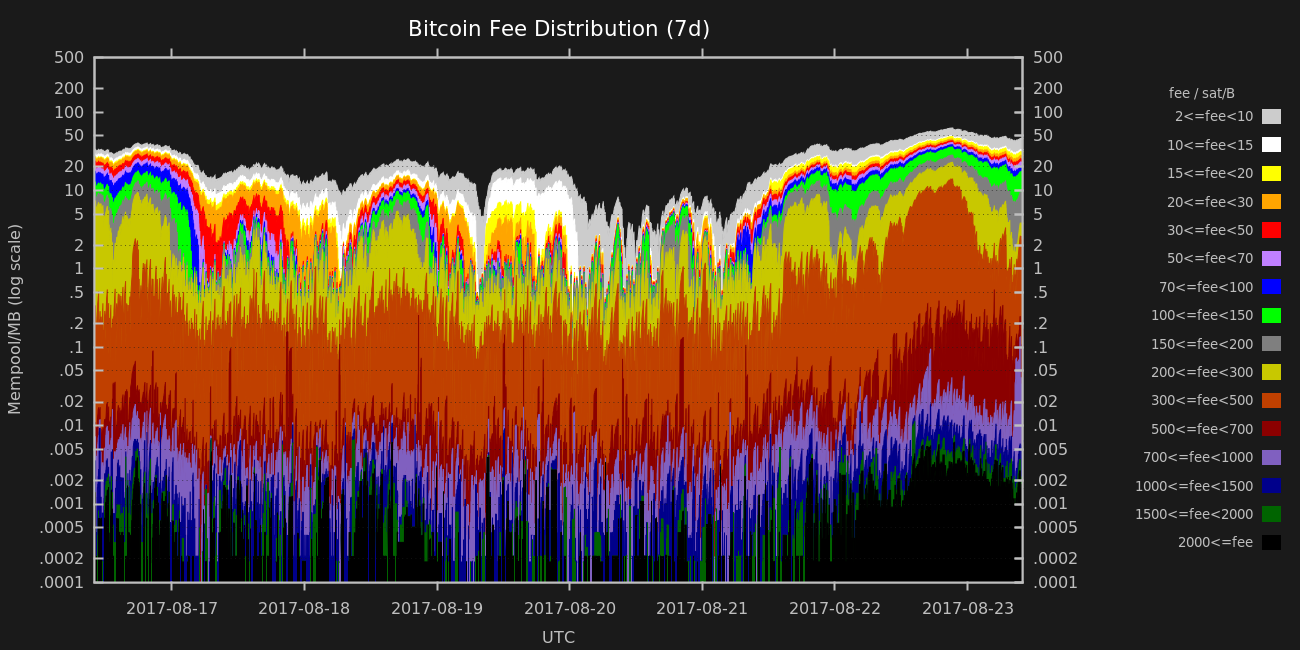 Bitcoin Fee Distribution (7d)
500
200
100
50
20
10
5
2
1
.5
.2
.1
.05
.02
.01
.005
.002
.001
.0005
.0002
.0001
Mempool/MB (log scale)
500
200
100
50
20
10
5
2
1
.5
.2
.1
.05
.02
.01
.005
.002
.001
.0005
.0002
.0001
2017-08-17 2017-08-18 2017-08-19 2017-08-20 2017-08-21 2017-08-22 2017-08-23
UTC
fee / sat/B
2<=fee<10
10<=fee<15
15<=fee<20
20<=fee<30
30<=fee<50
50<=fee<70
70<=fee<100
100<=fee<150
150<=fee<200
200<=fee<300
300<=fee<500
500<=fee<700
700<=fee<1000
1000<=fee<1500
1500<=fee<2000
2000<=fee